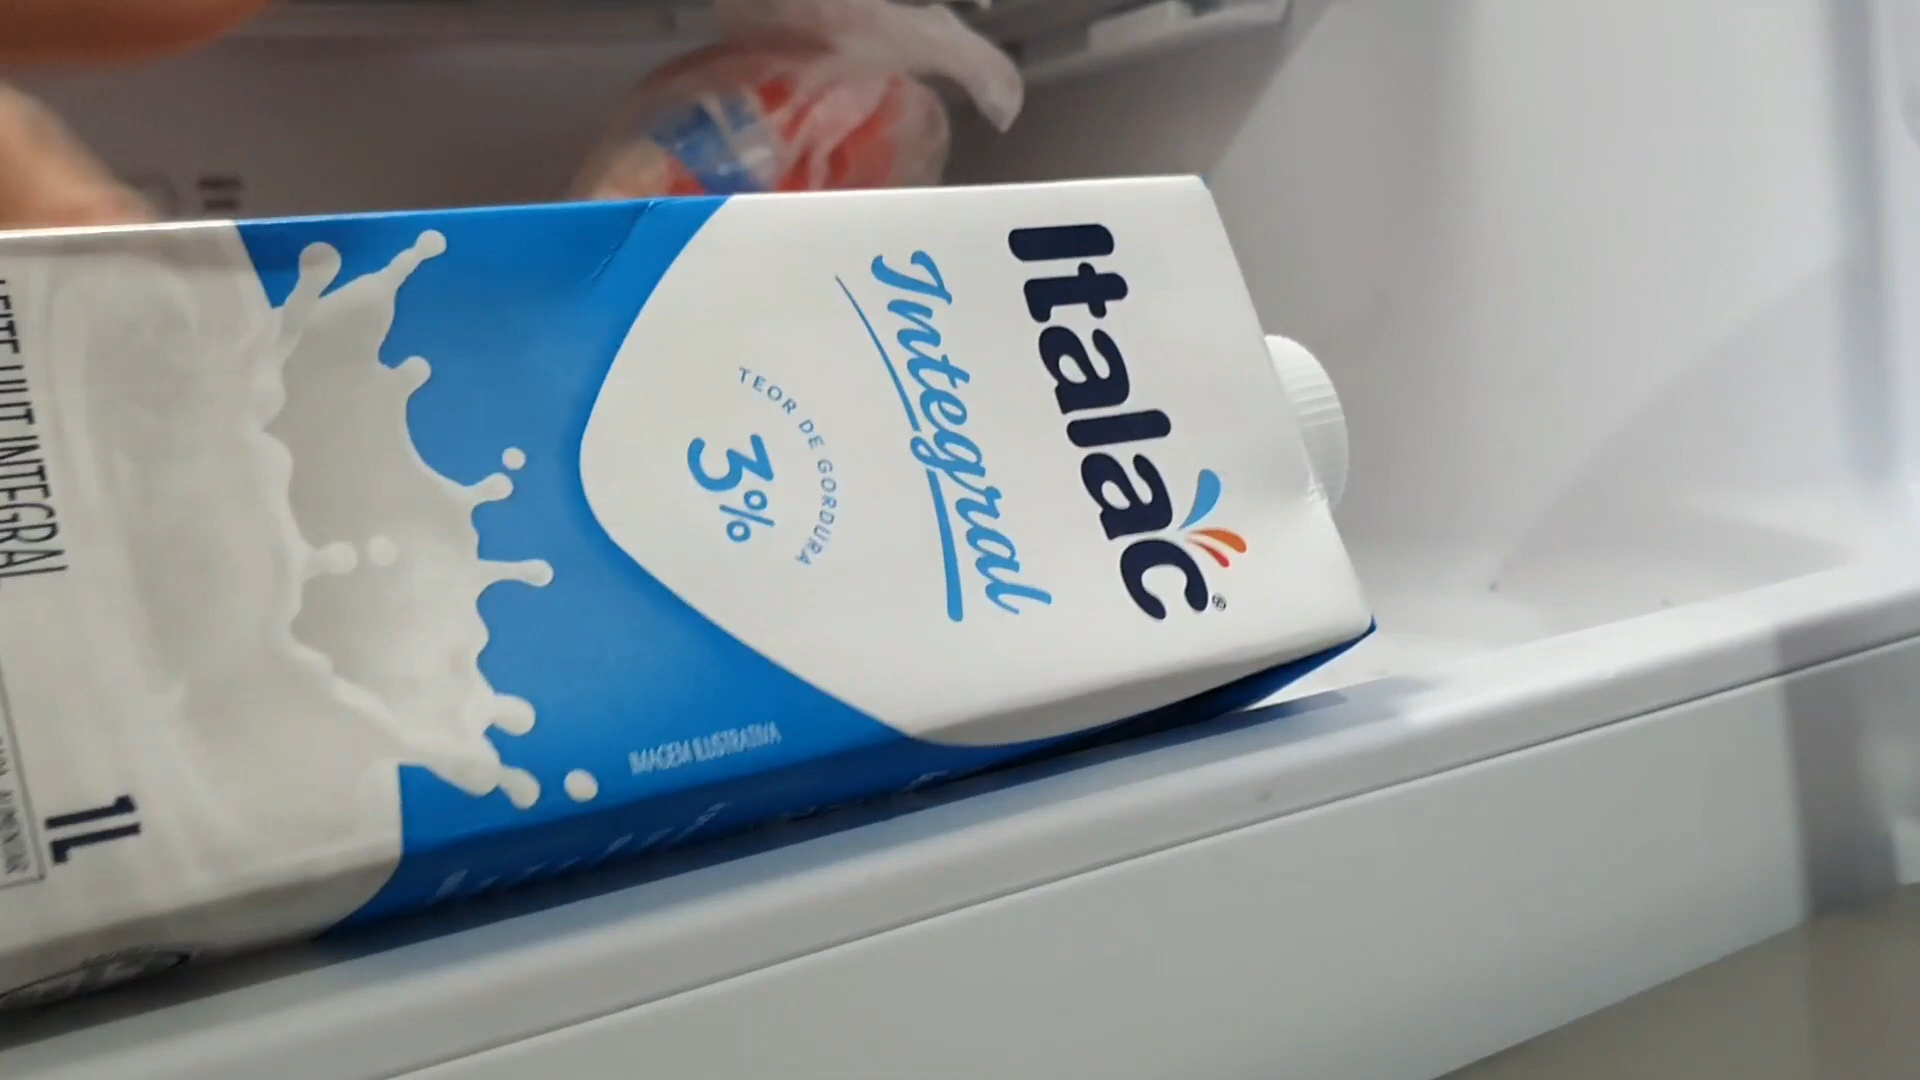 Italac®
Integral
TEOR DE GORDURA
3%
IMAGEM ILUSTRATIVA
LEITE UHT INTEGRAL
1L